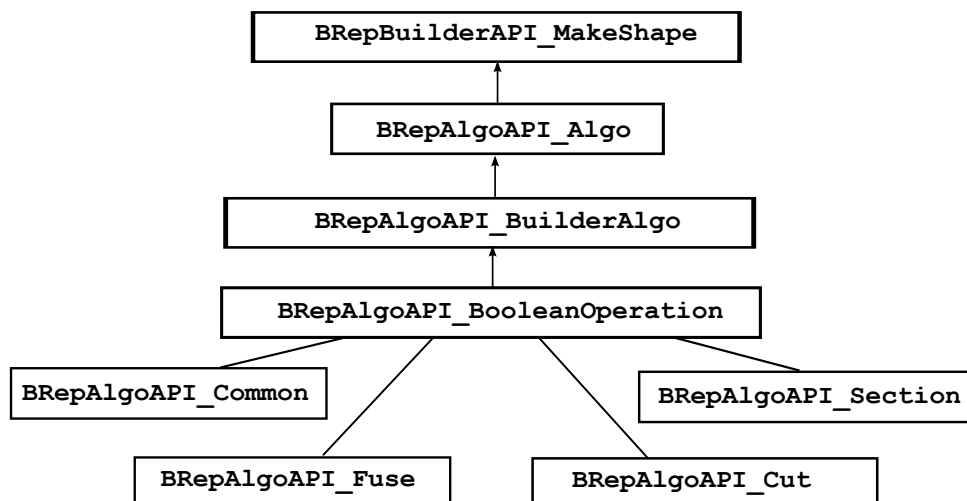 BRepBuilderAPI_MakeShape
BRepAlgoAPI_Algo
BRepAlgoAPI_BuilderAlgo
BRepAlgoAPI_BooleanOperation
BRepAlgoAPI_Common
BRepAlgoAPI_Section
BRepAlgoAPI_Fuse
BRepAlgoAPI_Cut